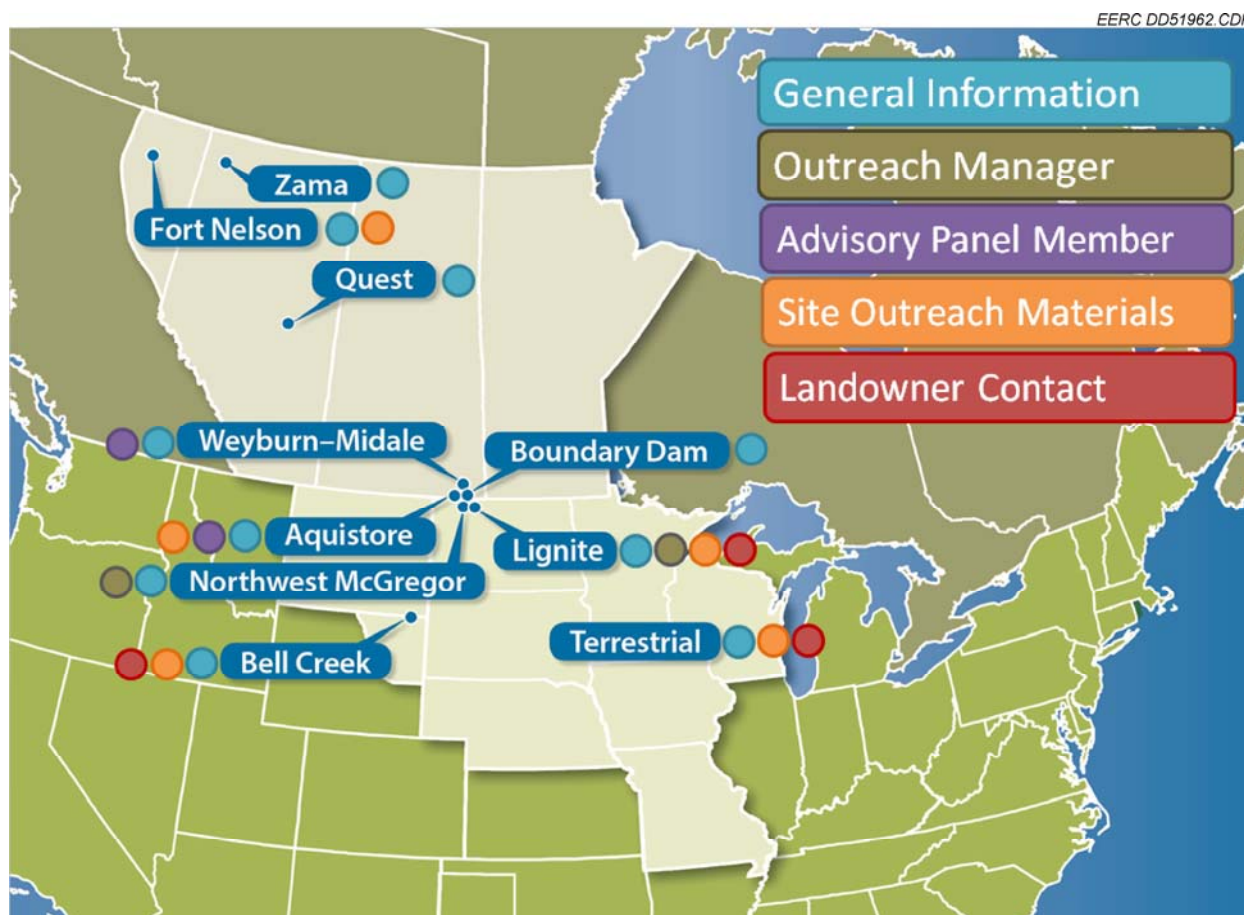 EERC DD51962.CDR
General Information
Outreach Manager
Advisory Panel Member
Site Outreach Materials
Landowner Contact
Zama
Fort Nelson
Quest
Weyburn–Midale
Boundary Dam
Aquistore
Lignite
Northwest McGregor
Terrestrial
Bell Creek